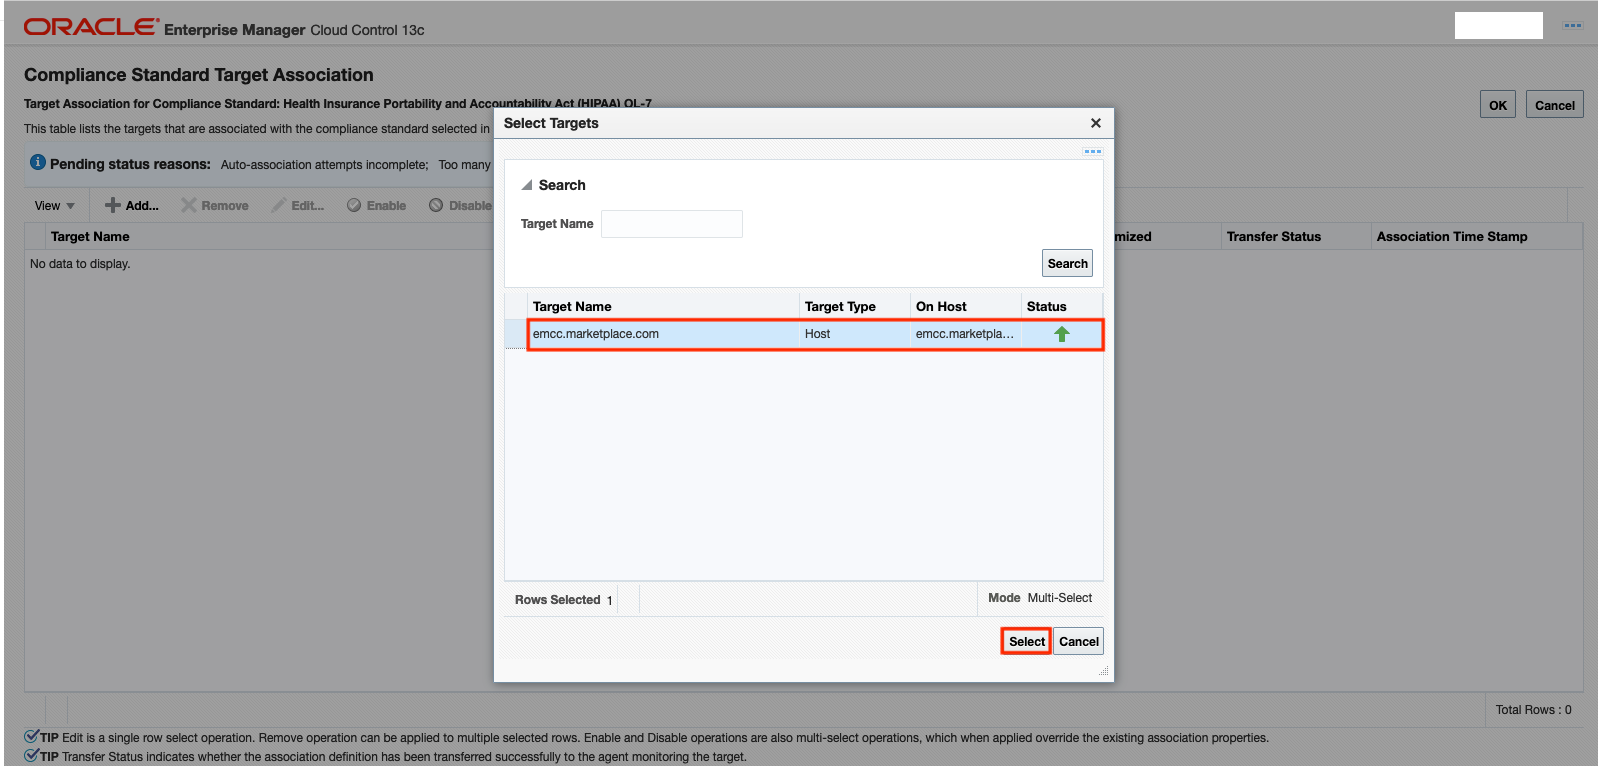 ORACLE® Enterprise Manager Cloud Control 13c
Compliance Standard Target Association
Target Association for Compliance Standard: Health Insurance Portability and Accountability Act (HIPAA) OL-7
OK
Cancel
This table lists the targets that are associated with the compliance standard selected in
Pending status reasons: Auto-association attempts incomplete; Too many
View
Add...
Remove
Edit...
Enable
Disable
Target Name
mized
Transfer Status
Association Time Stamp
No data to display.
Select Targets
Search
Target Name
Search
Target Name Target Type On Host Status
emcc.marketplace.com Host emcc.marketpla...
Rows Selected 1
Mode Multi-Select
Select
Cancel
Total Rows : 0
TIP Edit is a single row select operation. Remove operation can be applied to multiple selected rows. Enable and Disable operations are also multi-select operations, which when applied override the existing association properties.
TIP Transfer Status indicates whether the association definition has been transferred successfully to the agent monitoring the target.